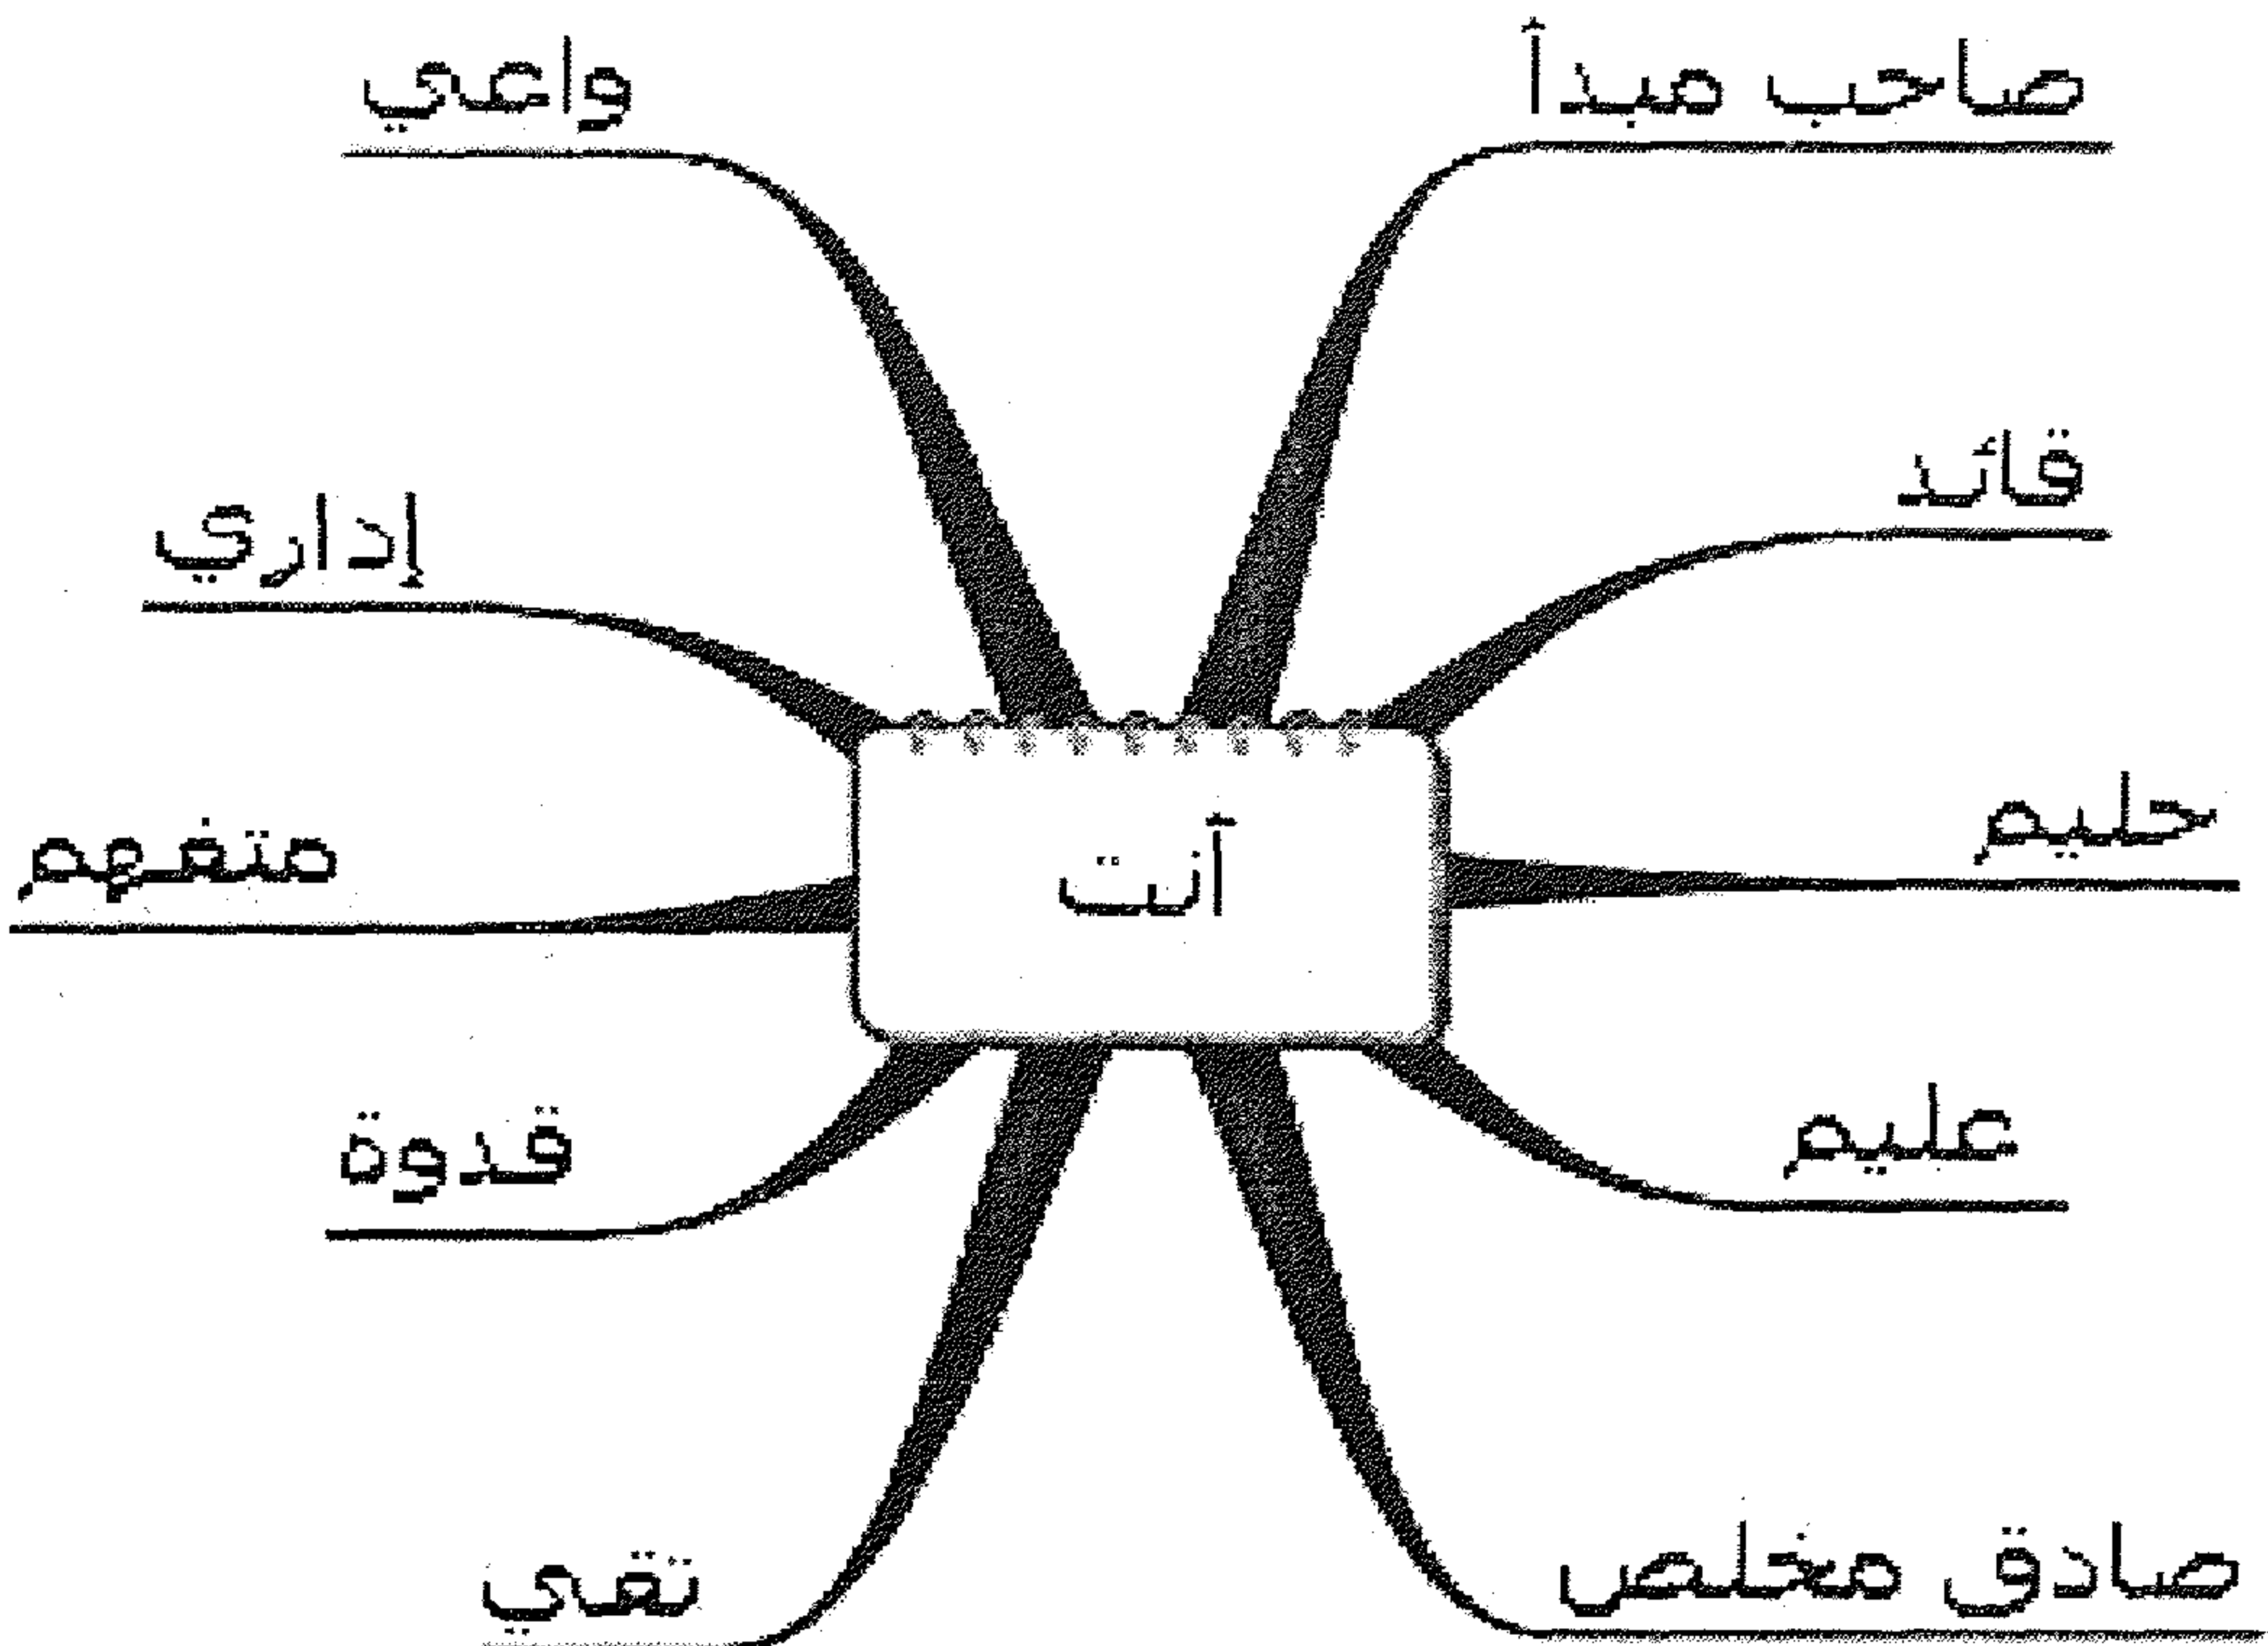 صاحب مبدأ
واعي
قائد
إداري
حليم
متفهم
أنت
عليم
قدوة
صادق مخلص
تقي